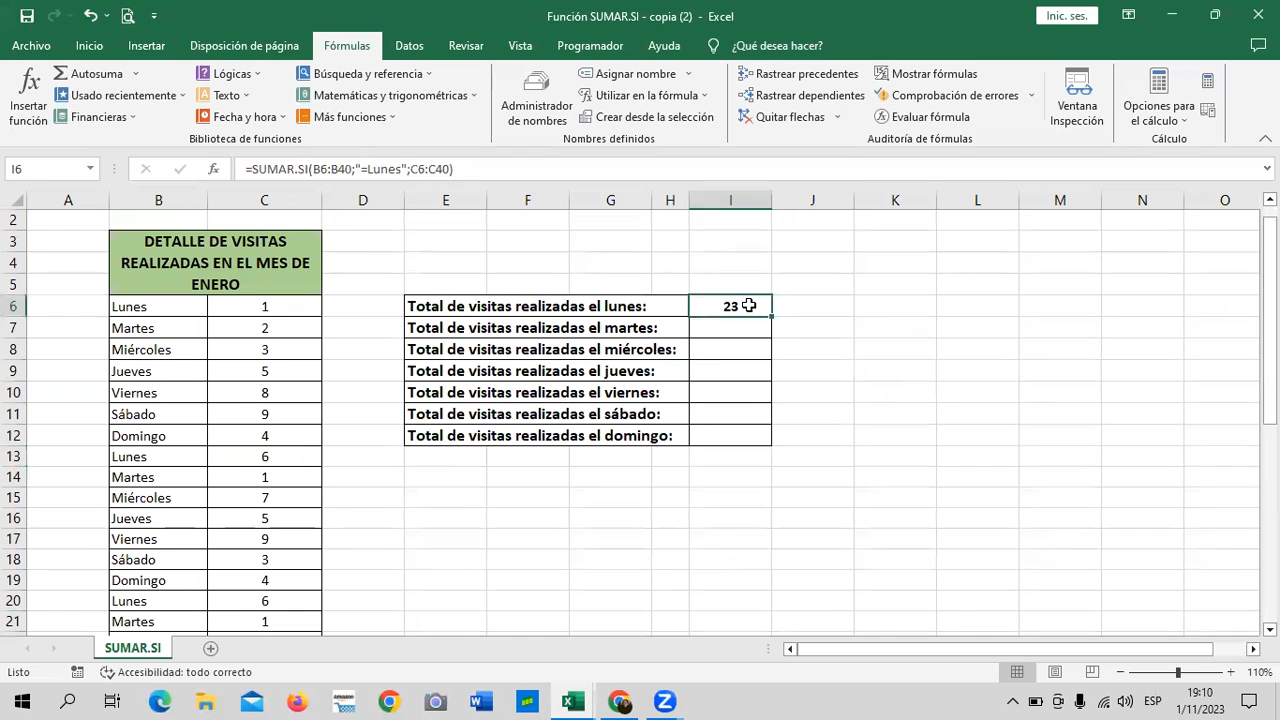 Función SUMAR.SI - copia (2) - Excel
Inic. ses.
Archivo Inicio Insertar Disposición de página Fórmulas Datos Revisar Vista Programador Ayuda ¿Qué desea hacer?
Insertar función
Autosuma
Usado recientemente
Financieras
Lógicas
Texto
Fecha y hora
Búsqueda y referencia
Matemáticas y trigonométricas
Más funciones
Biblioteca de funciones
Administrador de nombres
Asignar nombre
Utilizar en la fórmula
Crear desde la selección
Nombres definidos
Rastrear precedentes
Rastrear dependientes
Quitar flechas
Mostrar fórmulas
Comprobación de errores
Evaluar fórmula
Auditoría de fórmulas
Ventana Inspección
Opciones para el cálculo
Cálculo
I6 fx =SUMAR.SI(B6:B40;"=Lunes";C6:C40)
A B C D E F G H I J K L M N O
2
3 DETALLE DE VISITAS
4 REALIZADAS EN EL MES DE
5 ENERO
6 Lunes 1 Total de visitas realizadas el lunes: 23
7 Martes 2 Total de visitas realizadas el martes:
8 Miércoles 3 Total de visitas realizadas el miércoles:
9 Jueves 5 Total de visitas realizadas el jueves:
10 Viernes 8 Total de visitas realizadas el viernes:
11 Sábado 9 Total de visitas realizadas el sábado:
12 Domingo 4 Total de visitas realizadas el domingo:
13 Lunes 6
14 Martes 1
15 Miércoles 7
16 Jueves 5
17 Viernes 9
18 Sábado 3
19 Domingo 4
20 Lunes 6
21 Martes 1
SUMAR.SI
Listo Accesibilidad: todo correcto 110%
ESP 19:10
1/11/2023